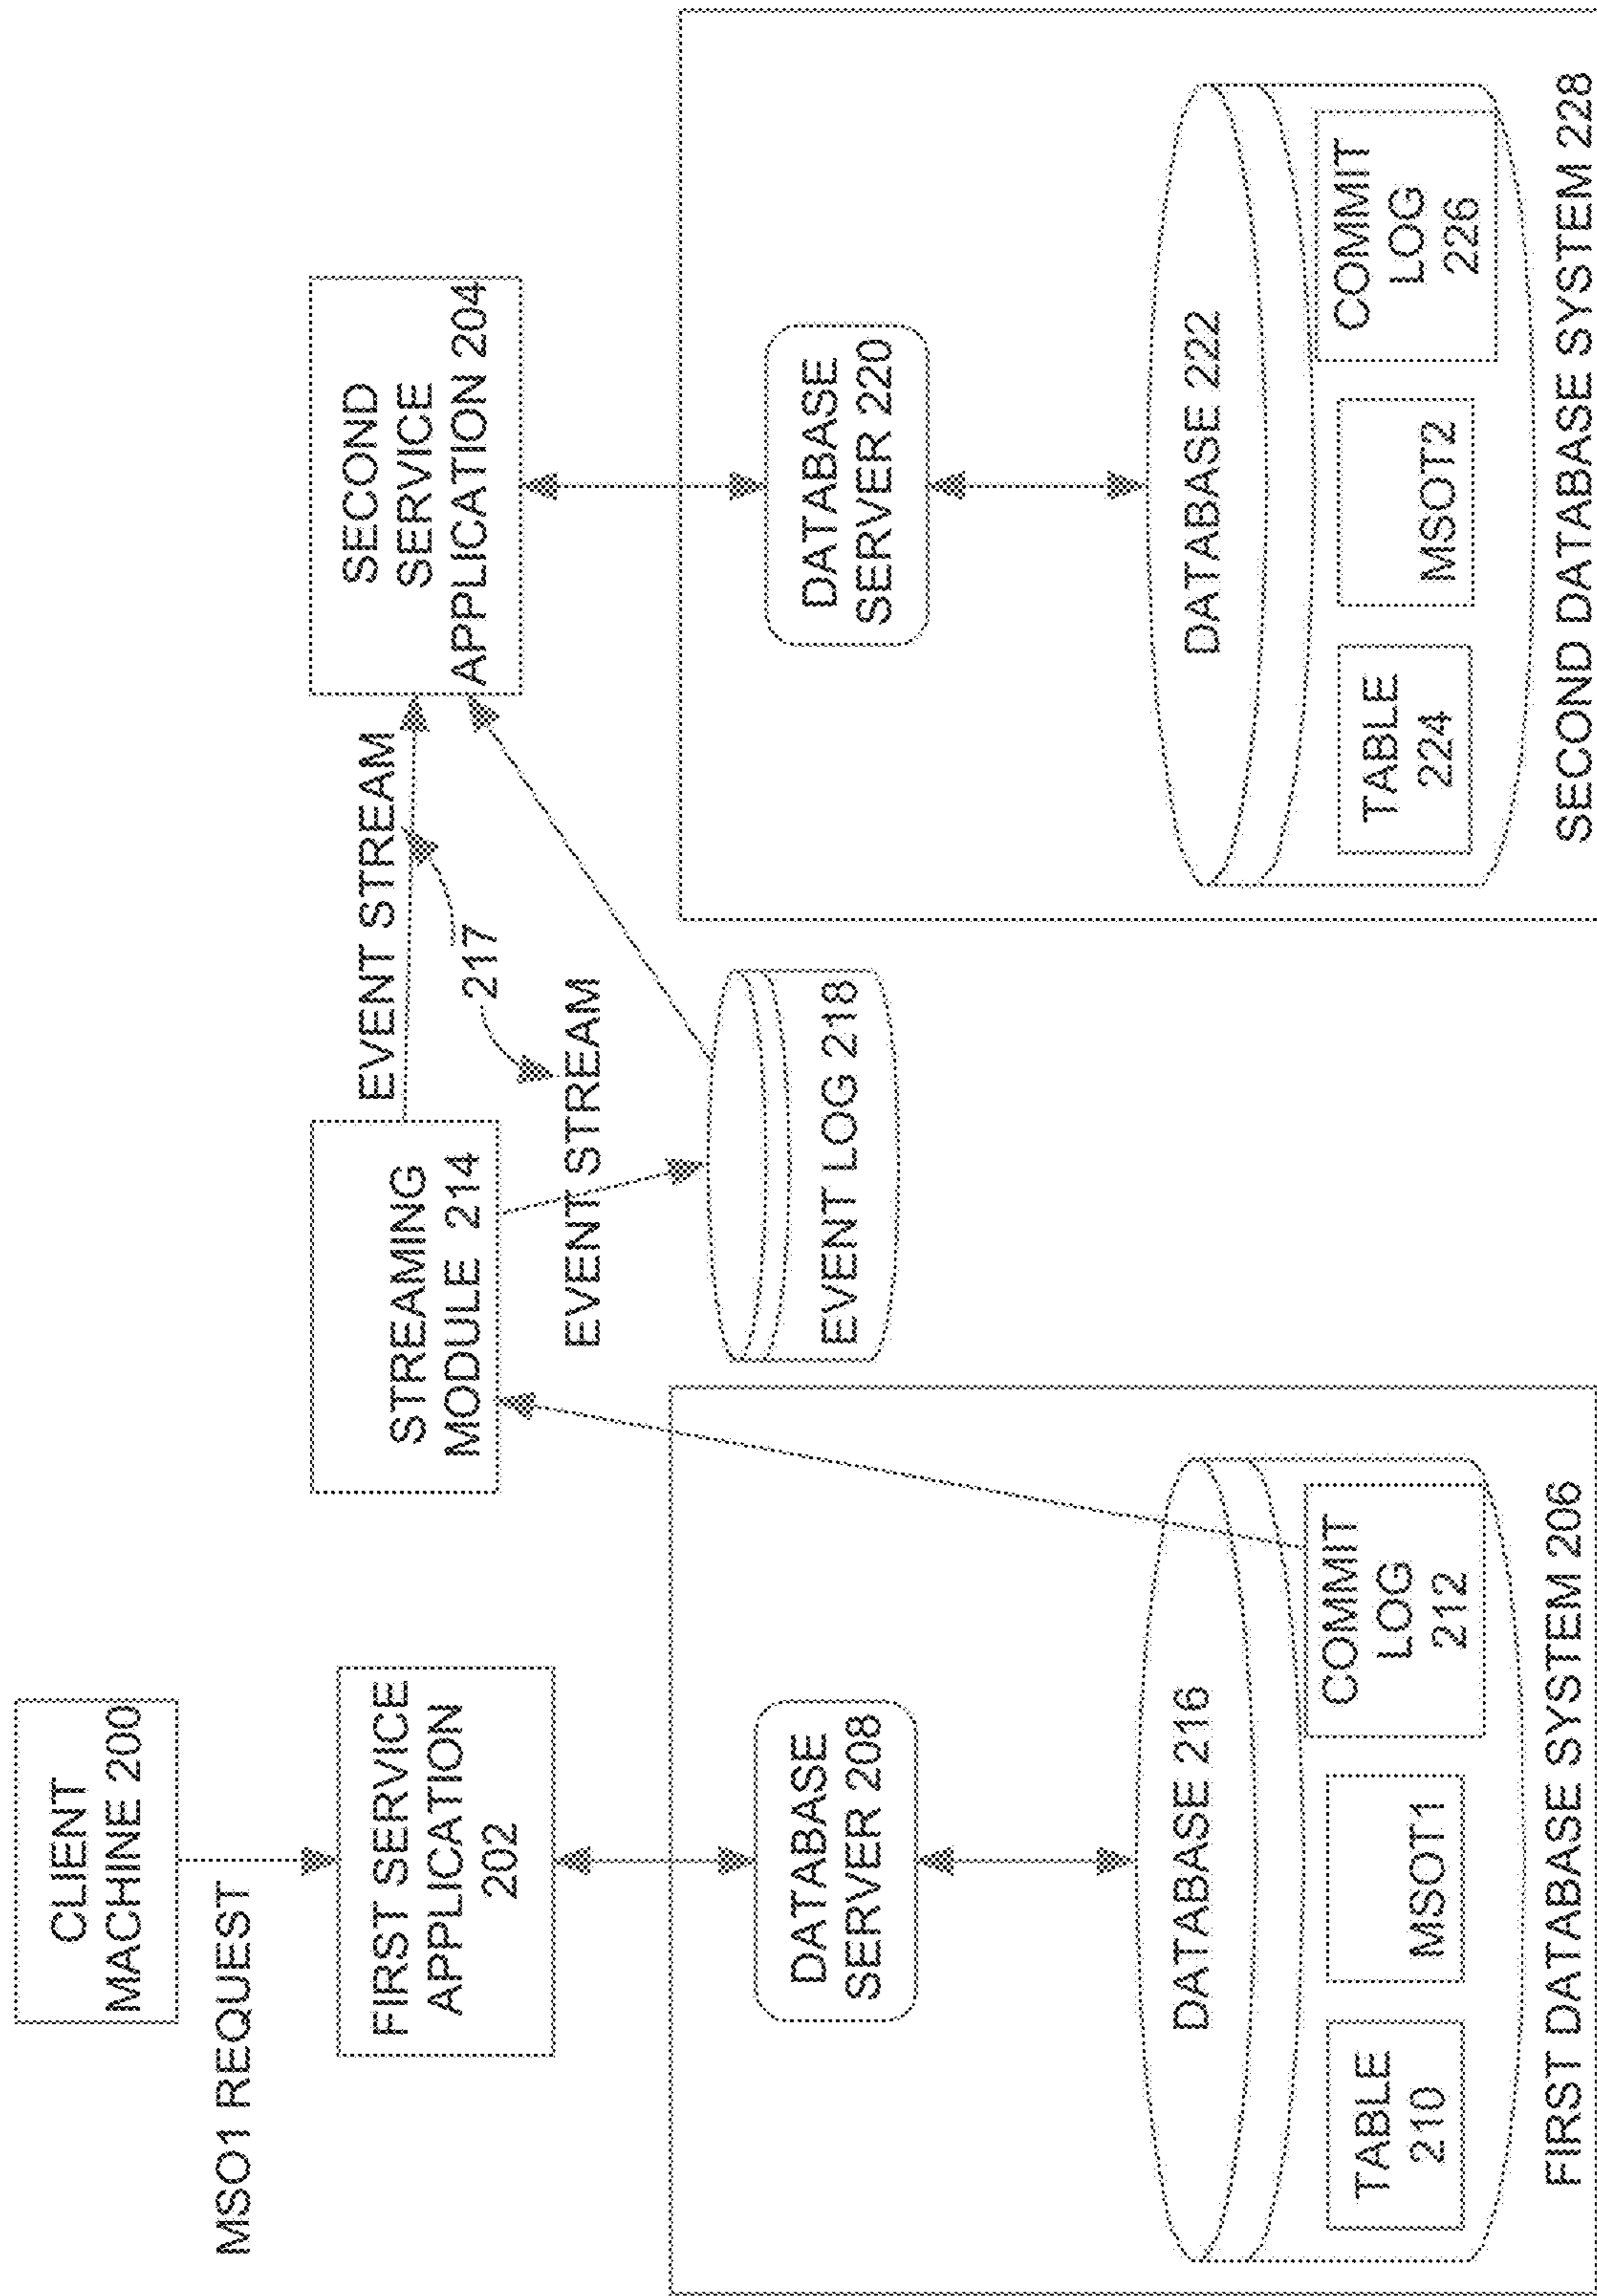 CLIENT
MACHINE 200
MSO1 REQUEST
FIRST SERVICE
APPLICATION
202
DATABASE
SERVER 208
DATABASE 216
TABLE
210
MSOT1
COMMIT
LOG
212
FIRST DATABASE SYSTEM 206
STREAMING
MODULE 214
EVENT STREAM
217
EVENT STREAM
EVENT LOG 218
SECOND
SERVICE
APPLICATION 204
DATABASE
SERVER 220
DATABASE 222
TABLE
224
MSOT2
COMMIT
LOG
226
SECOND DATABASE SYSTEM 228